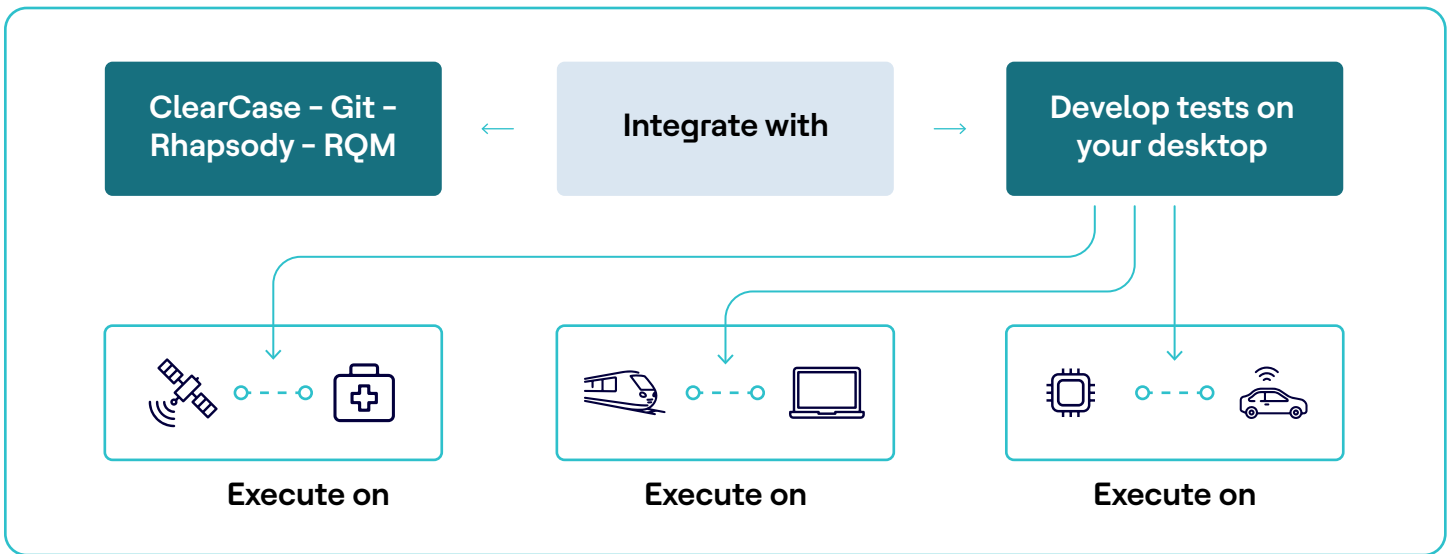 ClearCase - Git -
Rhapsody - RQM
Integrate with
Develop tests on
your desktop
Execute on
Execute on
Execute on